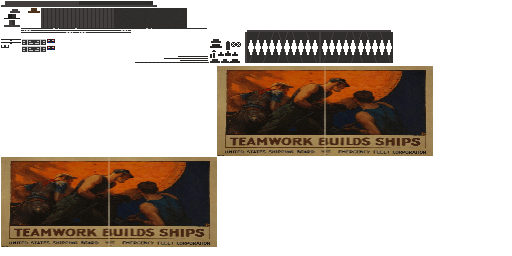 TEAMWORK BUILDS SHIPS
UNITED STATES SHIPPING BOARD EMERGENCY FLEET CORPORATION
TEAMWORK BUILDS SHIPS
UNITED STATES SHIPPING BOARD EMERGENCY FLEET CORPORATION